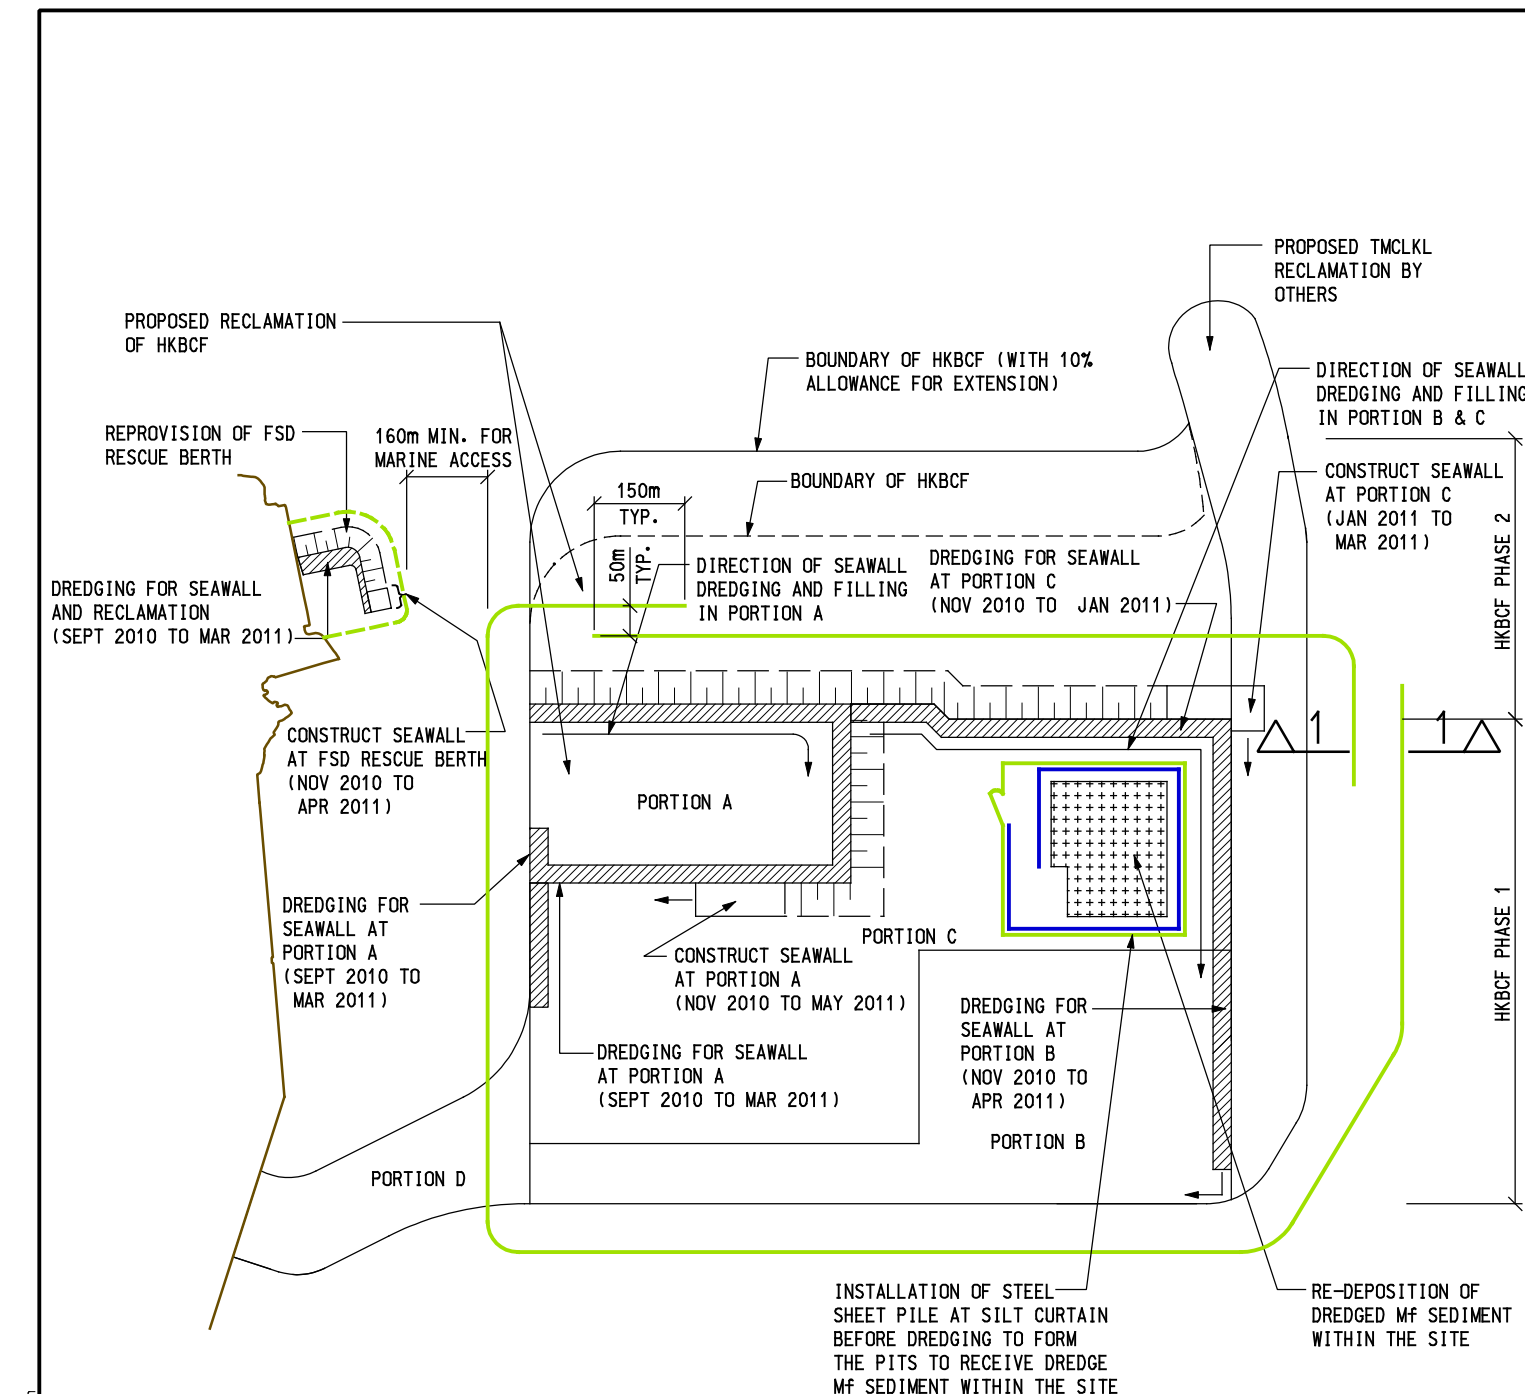 PROPOSED TMCLKL
RECLAMATION BY
OTHERS
PROPOSED RECLAMATION
OF HKBCF
BOUNDARY OF HKBCF (WITH 10%
ALLOWANCE FOR EXTENSION)
DIRECTION OF SEAWALL
DREDGING AND FILLING
IN PORTION B & C
REPROVISION OF FSD
RESCUE BERTH
160m MIN. FOR
MARINE ACCESS
BOUNDARY OF HKBCF
CONSTRUCT SEAWALL
AT PORTION C
(JAN 2011 TO
MAR 2011)
150m
TYP.
50m
TYP.
HKBCF PHASE 2
DIRECTION OF SEAWALL
DREDGING AND FILLING
IN PORTION A
DREDGING FOR SEAWALL
AT PORTION C
(NOV 2010 TO JAN 2011)
DREDGING FOR SEAWALL
AND RECLAMATION
(SEPT 2010 TO MAR 2011)
CONSTRUCT SEAWALL
AT FSD RESCUE BERTH
(NOV 2010 TO
APR 2011)
1
1
PORTION A
DREDGING FOR
SEAWALL AT
PORTION A
(SEPT 2010 TO
MAR 2011)
PORTION C
CONSTRUCT SEAWALL
AT PORTION A
(NOV 2010 TO MAY 2011)
HKBCF PHASE 1
DREDGING FOR SEAWALL
AT PORTION A
(SEPT 2010 TO MAR 2011)
DREDGING FOR
SEAWALL AT
PORTION B
(NOV 2010 TO
APR 2011)
PORTION B
PORTION D
INSTALLATION OF STEEL
SHEET PILE AT SILT CURTAIN
BEFORE DREDGING TO FORM
THE PITS TO RECEIVE DREDGE
Mf SEDIMENT WITHIN THE SITE
RE-DEPOSITION OF
DREDGED Mf SEDIMENT
WITHIN THE SITE